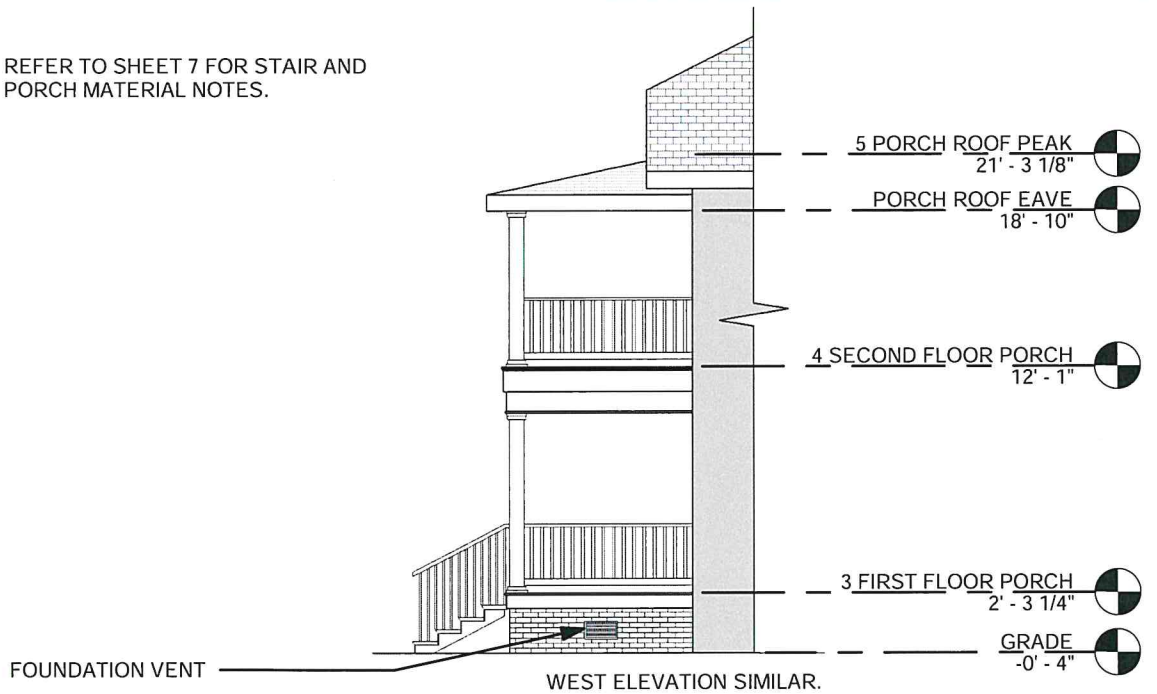 REFER TO SHEET 7 FOR STAIR AND
PORCH MATERIAL NOTES.
5 PORCH ROOF PEAK
21' - 3 1/8"
PORCH ROOF EAVE
18' - 10"
4 SECOND FLOOR PORCH
12' - 1"
3 FIRST FLOOR PORCH
2' - 3 1/4"
GRADE
-0' - 4"
FOUNDATION VENT
WEST ELEVATION SIMILAR.